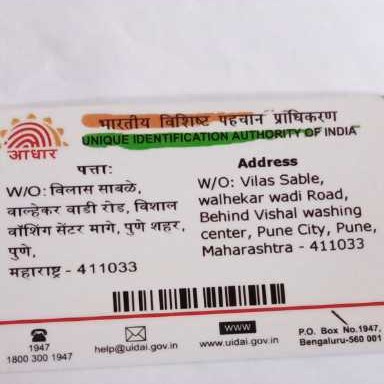 भारतीय विशिष्ट पहचान प्राधिकरण
UNIQUE IDENTIFICATION AUTHORITY OF INDIA
आधार
पत्ता:
W/O: विलास साबळे,
वाल्हेकर वाडी रोड, विशाल
वॉशिंग सेंटर मागे, पुणे शहर,
पुणे,
महाराष्ट्र - 411033
Address
W/O: Vilas Sable,
walhekar wadi Road,
Behind Vishal washing
center, Pune City, Pune,
Maharashtra - 411033
1947
1800 300 1947
help@uidai.gov.in
www
www.uidai.gov.in
P.O. Box No.1947,
Bengaluru-560 001